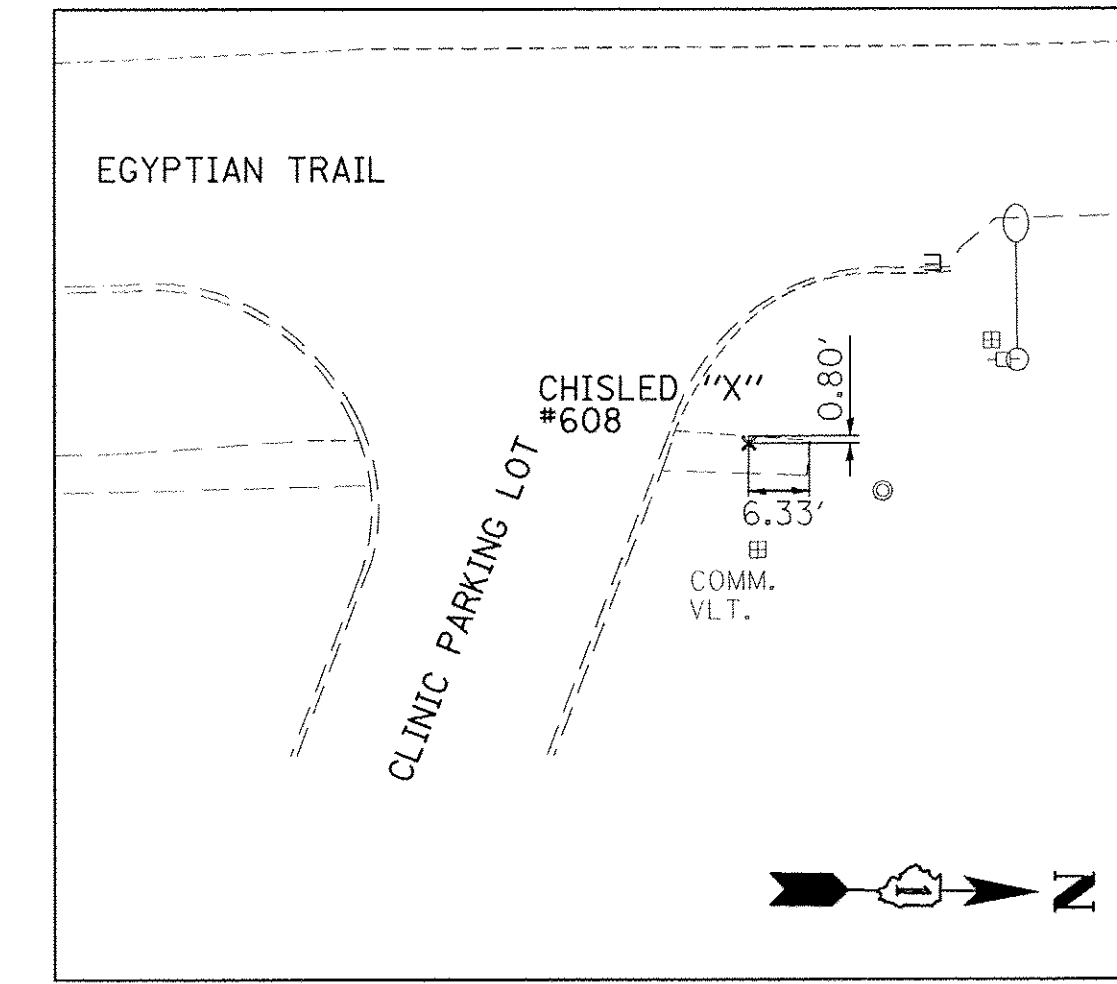 EGYPTIAN TRAIL
CHISLED "X"
#608
0.80'
6.33'
CLINIC PARKING LOT
COMM.
VLT.
N